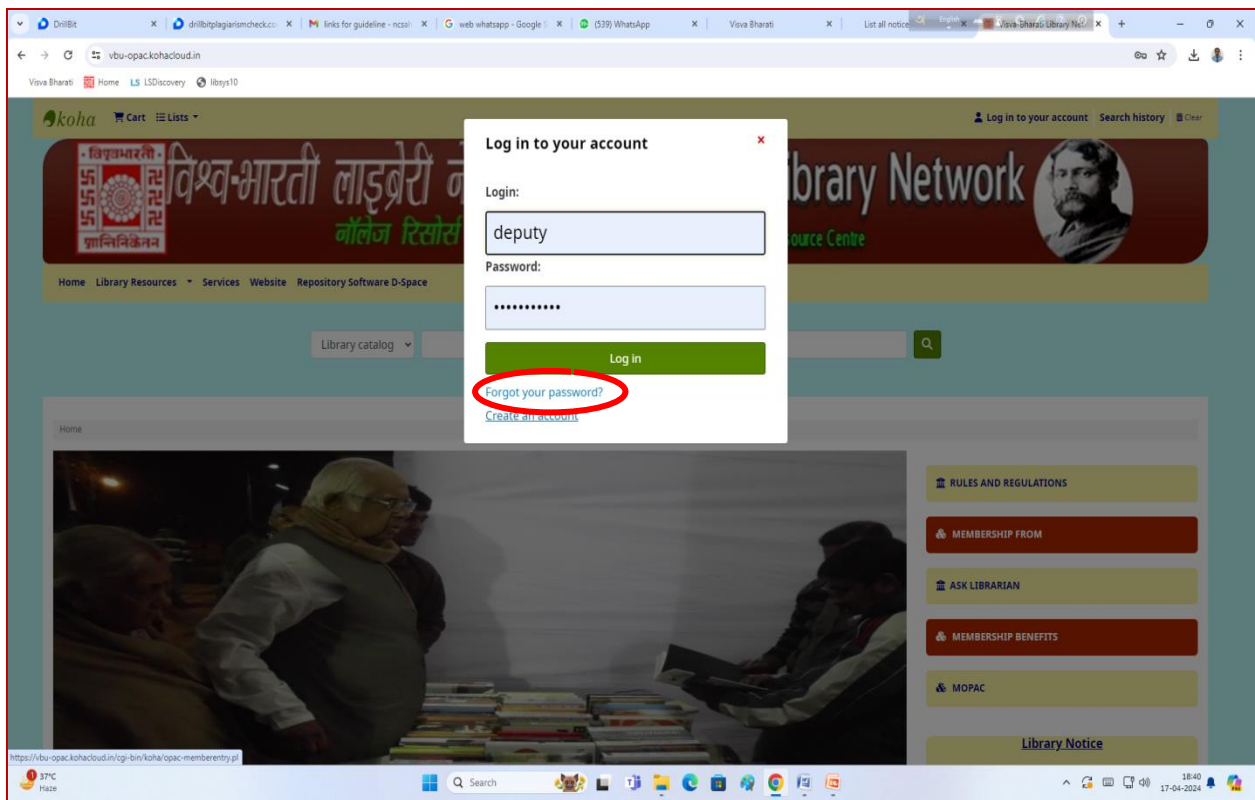 DrillBit
drillbitplagiarismcheck.co
links for guideline - ncsal
web whatsapp - Google S
(539) WhatsApp
Visva Bharati
List all notice
English
Visva-Bharati Library Net
vbu-opac.kohacloud.in
Visva Bharati
Home
LS LSDiscovery
libsys10
koha
Cart
Lists
Log in to your account
Search history
Clear
विश्व-भारती लाइब्रेरी
brary Network
नॉलेज रिसोर्स
ource Centre
Home
Library Resources
Services
Website
Repository Software D-Space
Log in to your account
Login:
deputy
Password:
•••••••••••
Log in
Forgot your password?
Create an account
Library catalog
Home
RULES AND REGULATIONS
MEMBERSHIP FROM
ASK LIBRARIAN
MEMBERSHIP BENEFITS
MOPAC
Library Notice
https://vbu-opac.kohacloud.in/cgi-bin/koha/opac-memberentry.pl
1
37°C
Haze
Search
18:40
17-04-2024